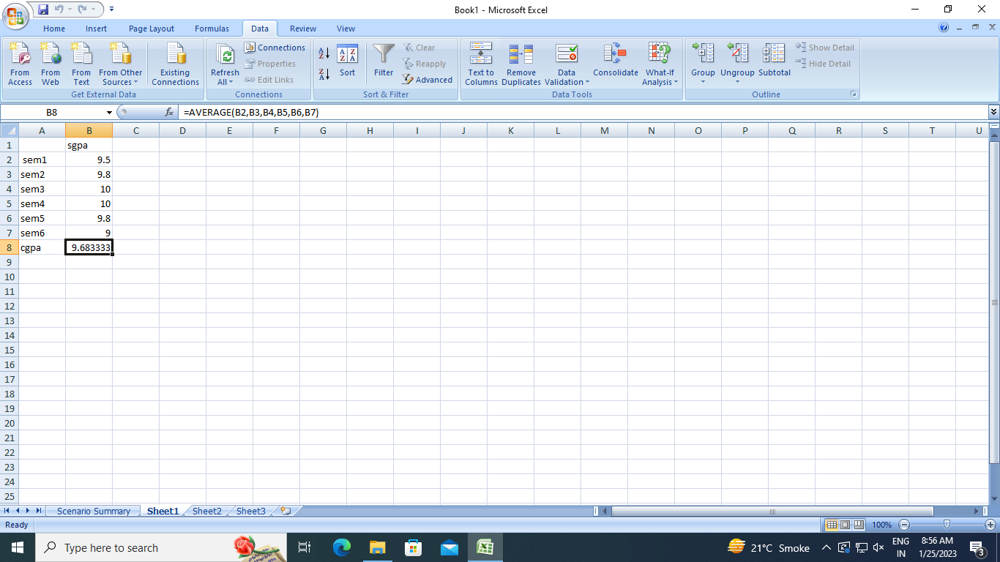 Book1 - Microsoft Excel
Home Insert Page Layout Formulas Data Review View
From Access From Web From Text From Other Sources Existing Connections
Get External Data
Refresh All Connections Properties Edit Links
Connections
Sort Filter Clear Reapply Advanced
Sort & Filter
Text to Columns Remove Duplicates Data Validation Consolidate What-If Analysis
Data Tools
Group Ungroup Subtotal Show Detail Hide Detail
Outline
B8 fx =AVERAGE(B2,B3,B4,B5,B6,B7)
A B C D E F G H I J K L M N O P Q R S T U
1 sgpa
2 sem1 9.5
3 sem2 9.8
4 sem3 10
5 sem4 10
6 sem5 9.8
7 sem6 9
8 cgpa 9.683333
9
10
11
12
13
14
15
16
17
18
19
20
21
22
23
24
25
Scenario Summary Sheet1 Sheet2 Sheet3
Ready 100%
Type here to search 21°C Smoke ENG IN 8:56 AM 1/25/2023 3